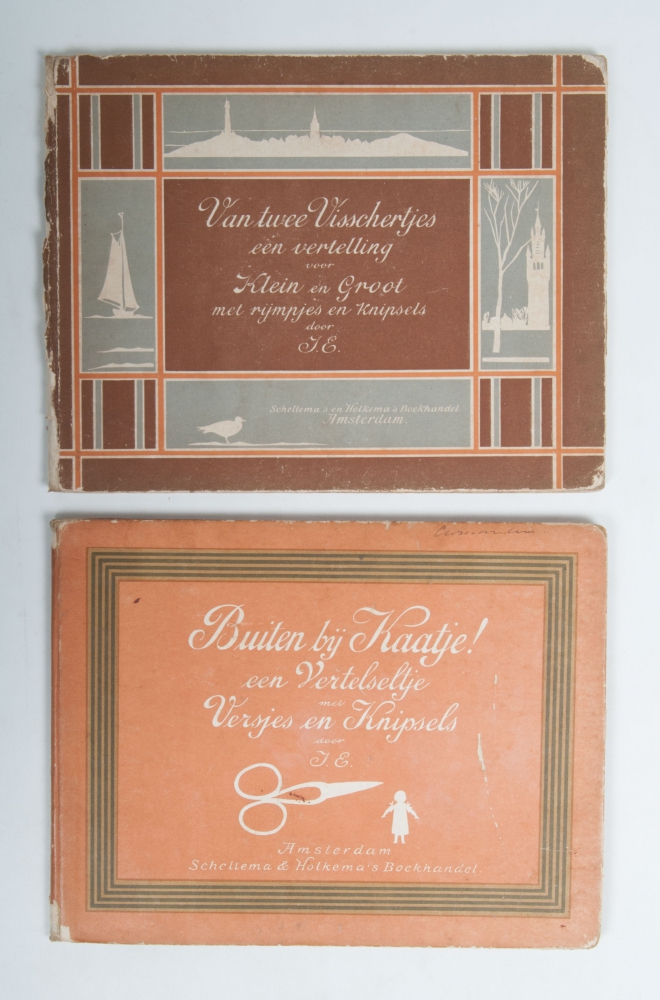 Van twee Visschertjes
een vertelling
voor
Klein en Groot
met rijmpjes en Knipsels
door
J.E.
Scheltema's en Holkema's Boekhandel
Amsterdam.
Buiten bij Kaatje!
een Vertelseltje
met
Versjes en Knipsels
door
J E.
Amsterdam
Scheltema & Holkema's Boekhandel.